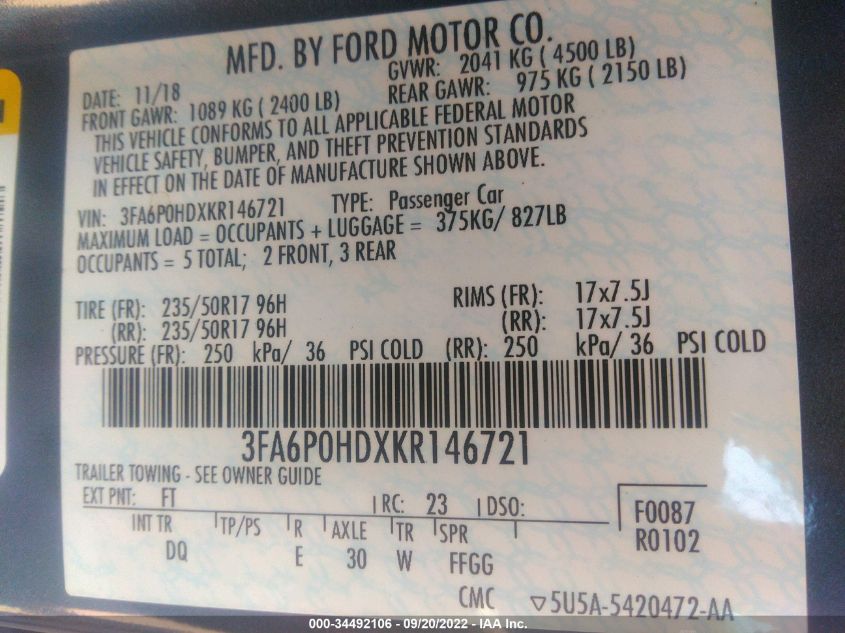 MFD. BY FORD MOTOR CO.
DATE: 11/18 GVWR: 2041 KG ( 4500 LB)
FRONT GAWR: 1089 KG ( 2400 LB) REAR GAWR: 975 KG ( 2150 LB)
THIS VEHICLE CONFORMS TO ALL APPLICABLE FEDERAL MOTOR
VEHICLE SAFETY, BUMPER, AND THEFT PREVENTION STANDARDS
IN EFFECT ON THE DATE OF MANUFACTURE SHOWN ABOVE.
VIN: 3FA6P0HDXKR146721 TYPE: Passenger Car
MAXIMUM LOAD = OCCUPANTS + LUGGAGE = 375KG/ 827LB
OCCUPANTS = 5 TOTAL; 2 FRONT, 3 REAR
TIRE (FR): 235/50R17 96H RIMS (FR): 17x7.5J
(RR): 235/50R17 96H (RR): 17x7.5J
PRESSURE (FR): 250 kPa/ 36 PSI COLD (RR): 250 kPa/ 36 PSI COLD
3FA6P0HDXKR146721
TRAILER TOWING - SEE OWNER GUIDE
EXT PNT: FT RC: 23 DSO:
F0087
R0102
INT TR TP/PS R AXLE TR SPR
DQ E 30 W FFGG
CMC ▽5U5A-5420472-AA
000-34492106 - 09/20/2022 - IAA Inc.